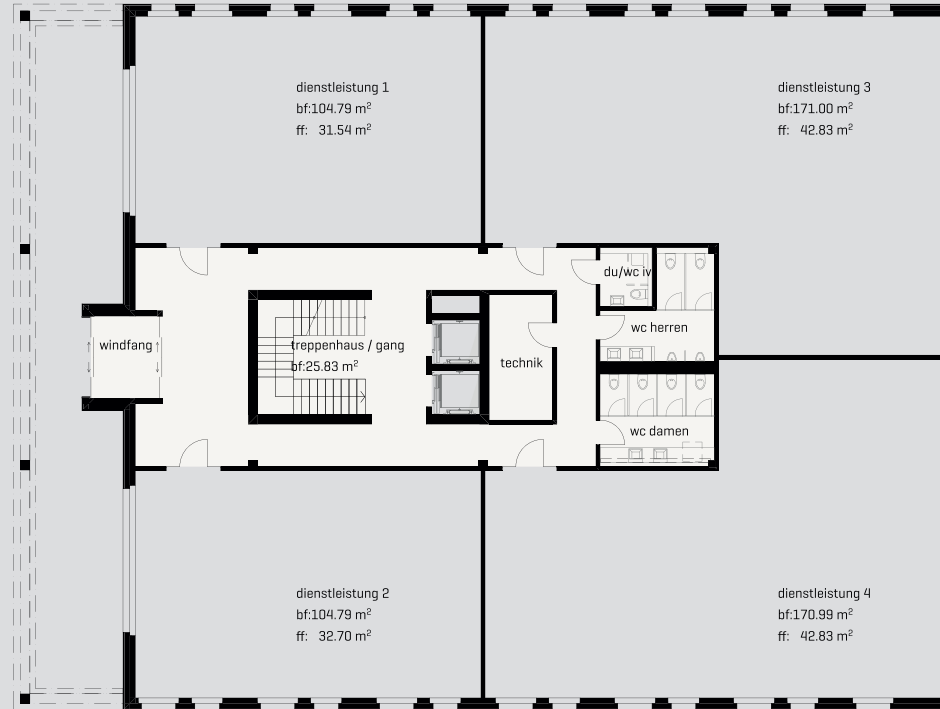 dienstleistung 1
bf:104.79 m²
ff: 31.54 m²
dienstleistung 3
bf:171.00 m²
ff: 42.83 m²
du/wc iv
wc herren
windfang
treppenhaus / gang
bf:25.83 m²
technik
wc damen
dienstleistung 2
bf:104.79 m²
ff: 32.70 m²
dienstleistung 4
bf:170.99 m²
ff: 42.83 m²